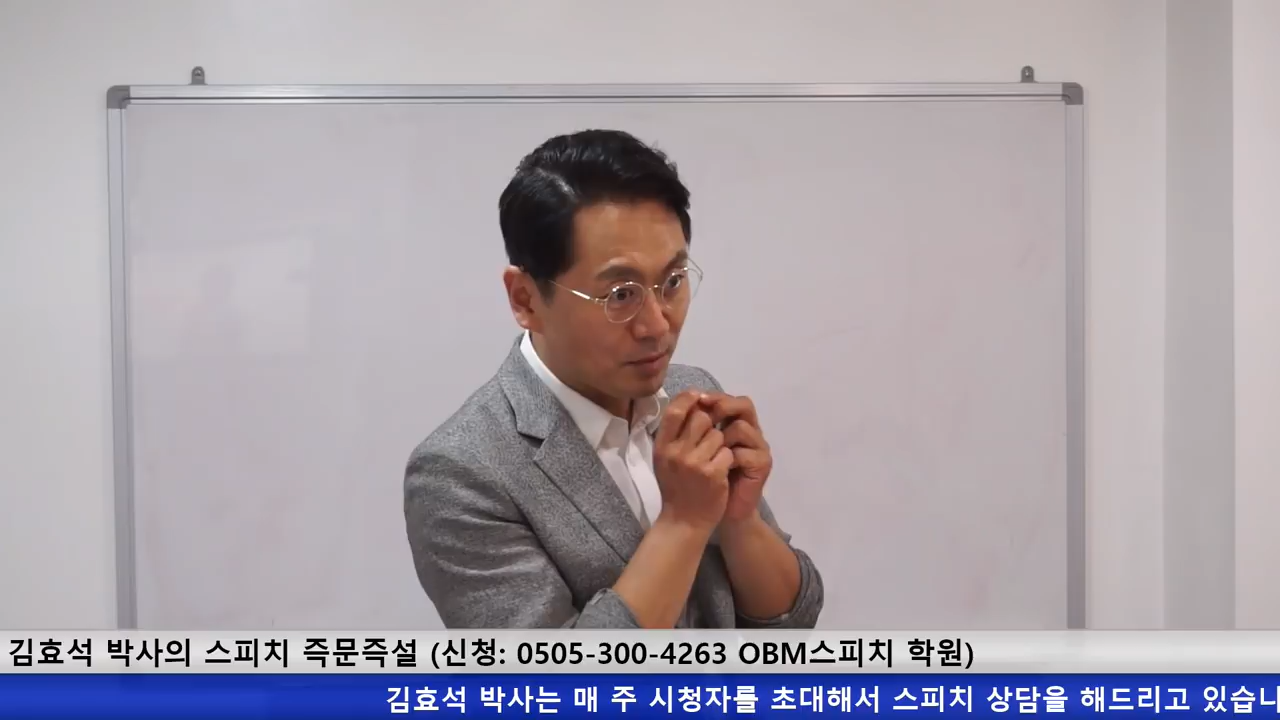 김효석 박사의 스피치 즉문즉설 (신청: 0505-300-4263 OBM스피치 학원)
김효석 박사는 매 주 시청자를 초대해서 스피치 상담을 해드리고 있습니